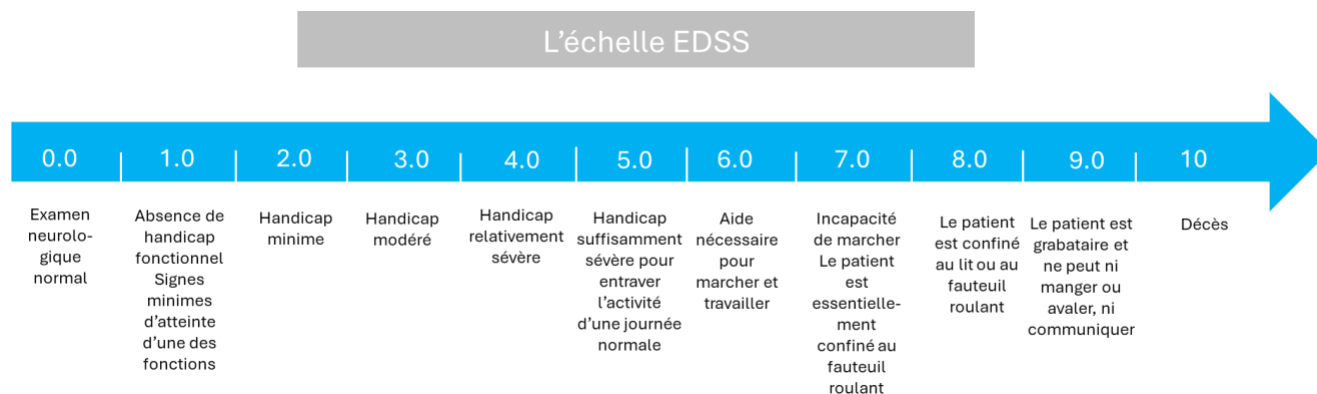 L'échelle EDSS
0.0
1.0
2.0
3.0
4.0
5.0
6.0
7.0
8.0
9.0
10
Examen
neurolo-
gique
normal
Absence de
handicap
fonctionnel
Signes
minimes
d'atteinte
d'une des
fonctions
Handicap
minime
Handicap
modéré
Handicap
relativement
sévère
Handicap
suffisamment
sévère pour
entraver
l'activité
d'une journée
normale
Aide
nécessaire
pour
marcher et
travailler
Incapacité
de marcher
Le patient
est
essentielle-
ment
confiné au
fauteuil
roulant
Le patient
est confiné
au lit ou au
fauteuil
roulant
Le patient est
grabataire et
ne peut ni
manger ou
avaler, ni
communiquer
Décès